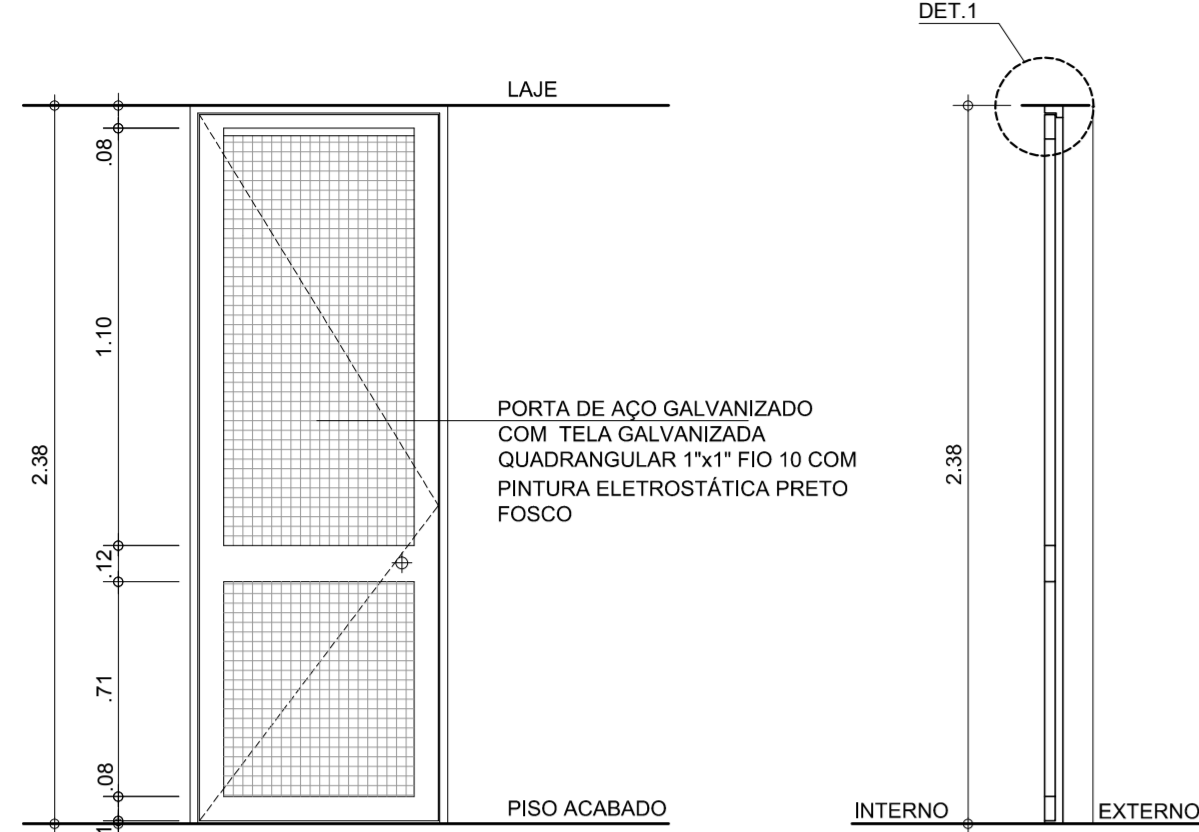 DET.1
LAJE
.08
1.10
2.38
PORTA DE AÇO GALVANIZADO
COM TELA GALVANIZADA
QUADRANGULAR 1"x1" FIO 10 COM
PINTURA ELETROSTÁTICA PRETO
FOSCO
2.38
.12
.71
.08
PISO ACABADO
INTERNO
EXTERNO